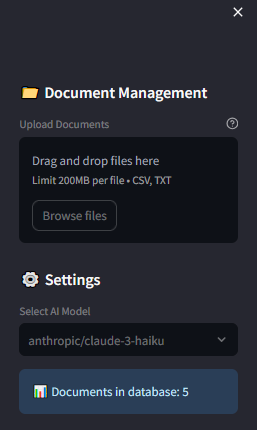 Document Management
Upload Documents
Drag and drop files here
Limit 200MB per file • CSV, TXT
Browse files
Settings
Select AI Model
anthropic/claude-3-haiku
Documents in database: 5